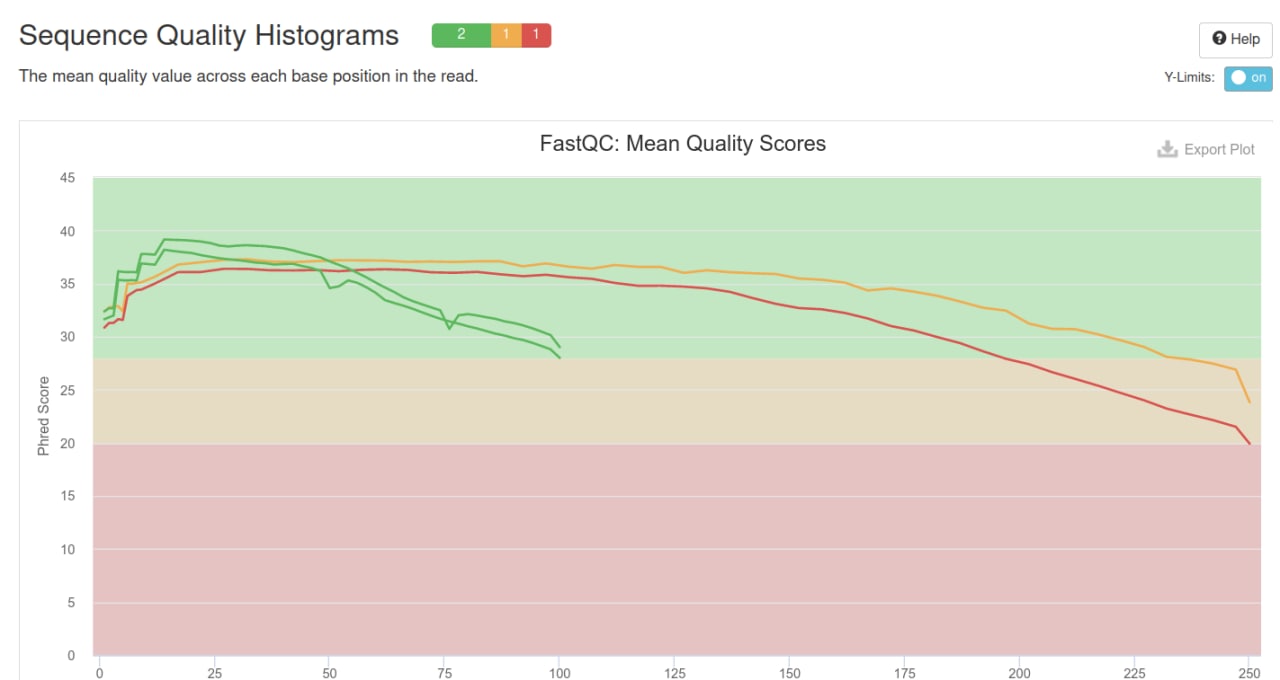 Sequence Quality Histograms 2 1 1
Help
The mean quality value across each base position in the read.
Y-Limits: on
FastQC: Mean Quality Scores
Export Plot
45
40
35
30
25
20
15
10
5
0
Phred Score
0 25 50 75 100 125 150 175 200 225 250